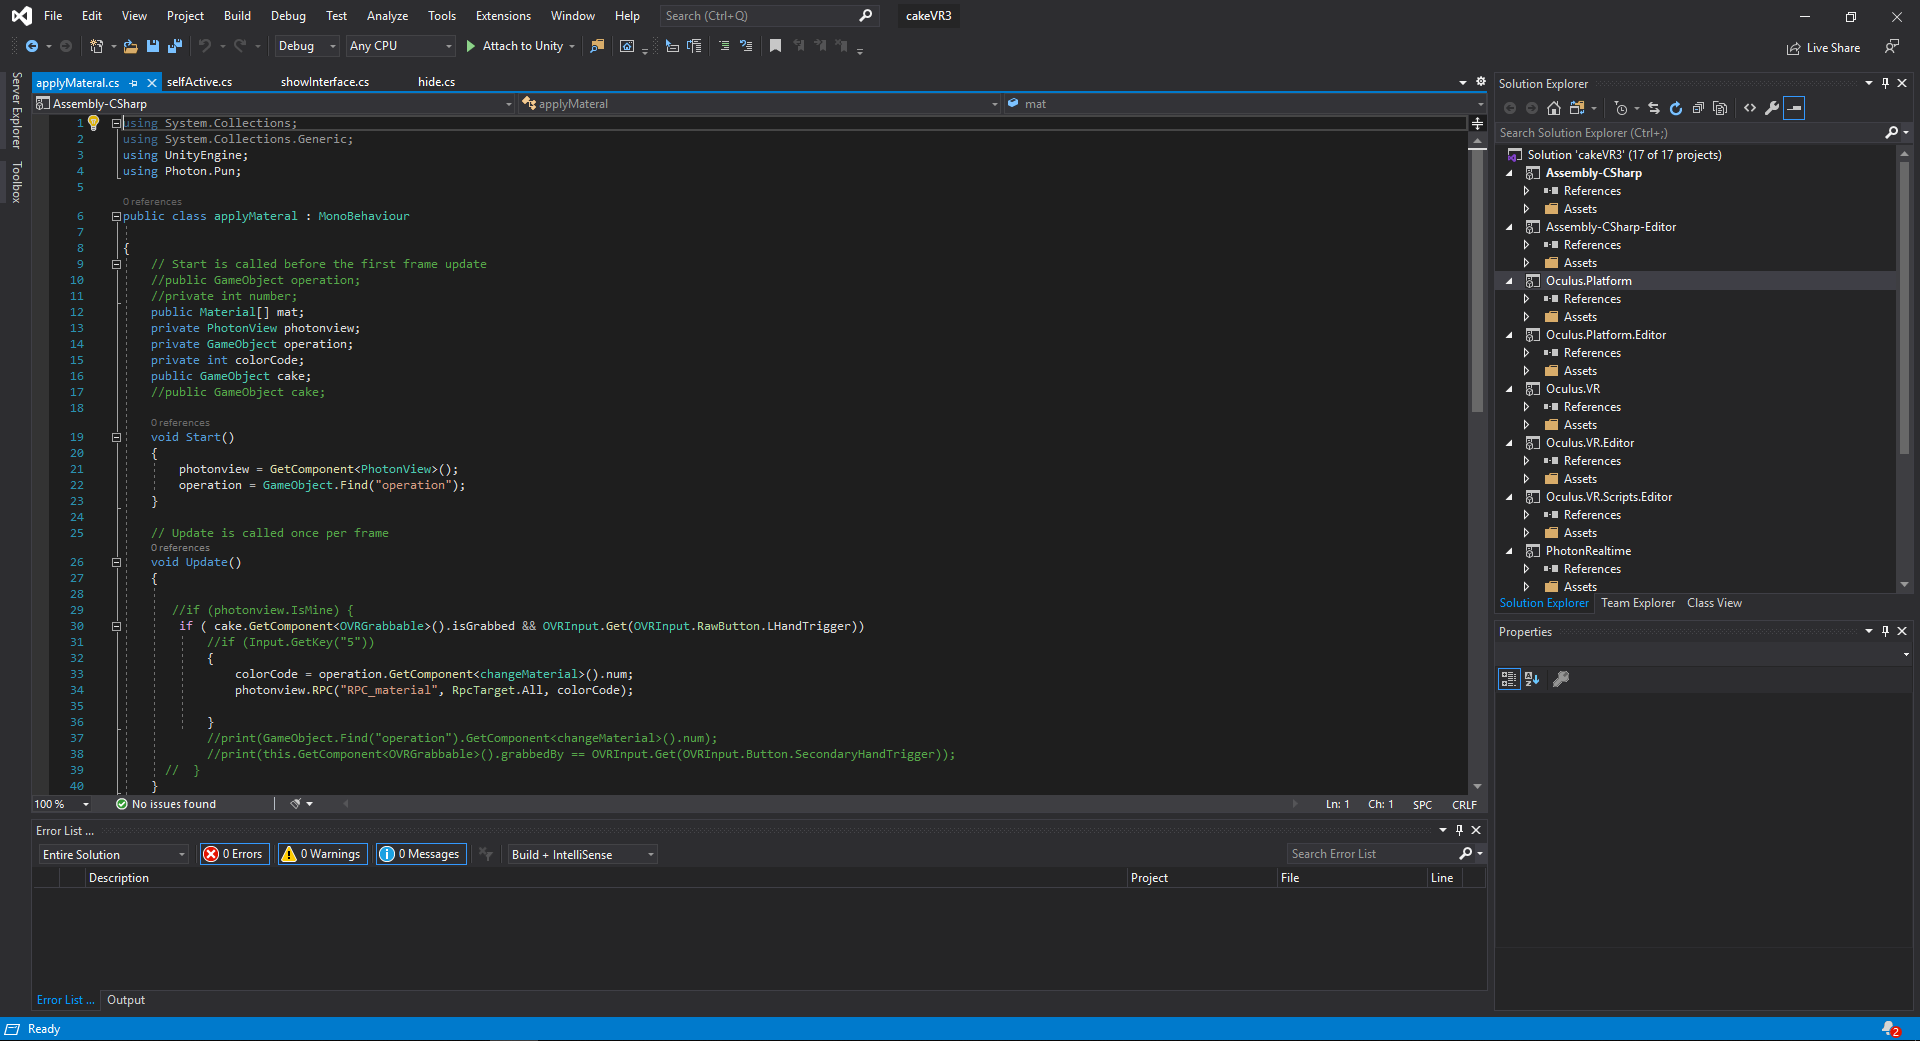 File Edit View Project Build Debug Test Analyze Tools Extensions Window Help Search (Ctrl+Q) cakeVR3
Debug Any CPU Attach to Unity Live Share
Server Explorer
Toolbox
applyMateral.cs selfActive.cs showInterface.cs hide.cs
Assembly-CSharp applyMateral mat
1 using System.Collections;
2 using System.Collections.Generic;
3 using UnityEngine;
4 using Photon.Pun;
5
0 references
6 public class applyMateral : MonoBehaviour
7
8 {
9 // Start is called before the first frame update
10 //public GameObject operation;
11 //private int number;
12 public Material[] mat;
13 private PhotonView photonview;
14 private GameObject operation;
15 private int colorCode;
16 public GameObject cake;
17 //public GameObject cake;
18
0 references
19 void Start()
20 {
21 photonview = GetComponent<PhotonView>();
22 operation = GameObject.Find("operation");
23 }
24
25 // Update is called once per frame
0 references
26 void Update()
27 {
28
29 //if (photonview.IsMine) {
30 if ( cake.GetComponent<OVRGrabbable>().isGrabbed && OVRInput.Get(OVRInput.RawButton.LHandTrigger))
31 //if (Input.GetKey("5"))
32 {
33 colorCode = operation.GetComponent<changeMaterial>().num;
34 photonview.RPC("RPC_material", RpcTarget.All, colorCode);
35
36 }
37 //print(GameObject.Find("operation").GetComponent<changeMaterial>().num);
38 //print(this.GetComponent<OVRGrabbable>().grabbedBy == OVRInput.Get(OVRInput.Button.SecondaryHandTrigger));
39 // }
40 }
100 % No issues found Ln: 1 Ch: 1 SPC CRLF
Error List ...
Entire Solution 0 Errors 0 Warnings 0 Messages Build + IntelliSense Search Error List
Description Project File Line
Error List ... Output
Ready 2
Solution Explorer
Search Solution Explorer (Ctrl+;)
Solution 'cakeVR3' (17 of 17 projects)
Assembly-CSharp
References
Assets
Assembly-CSharp-Editor
References
Assets
Oculus.Platform
References
Assets
Oculus.Platform.Editor
References
Assets
Oculus.VR
References
Assets
Oculus.VR.Editor
References
Assets
Oculus.VR.Scripts.Editor
References
Assets
PhotonRealtime
References
Assets
Solution Explorer Team Explorer Class View
Properties